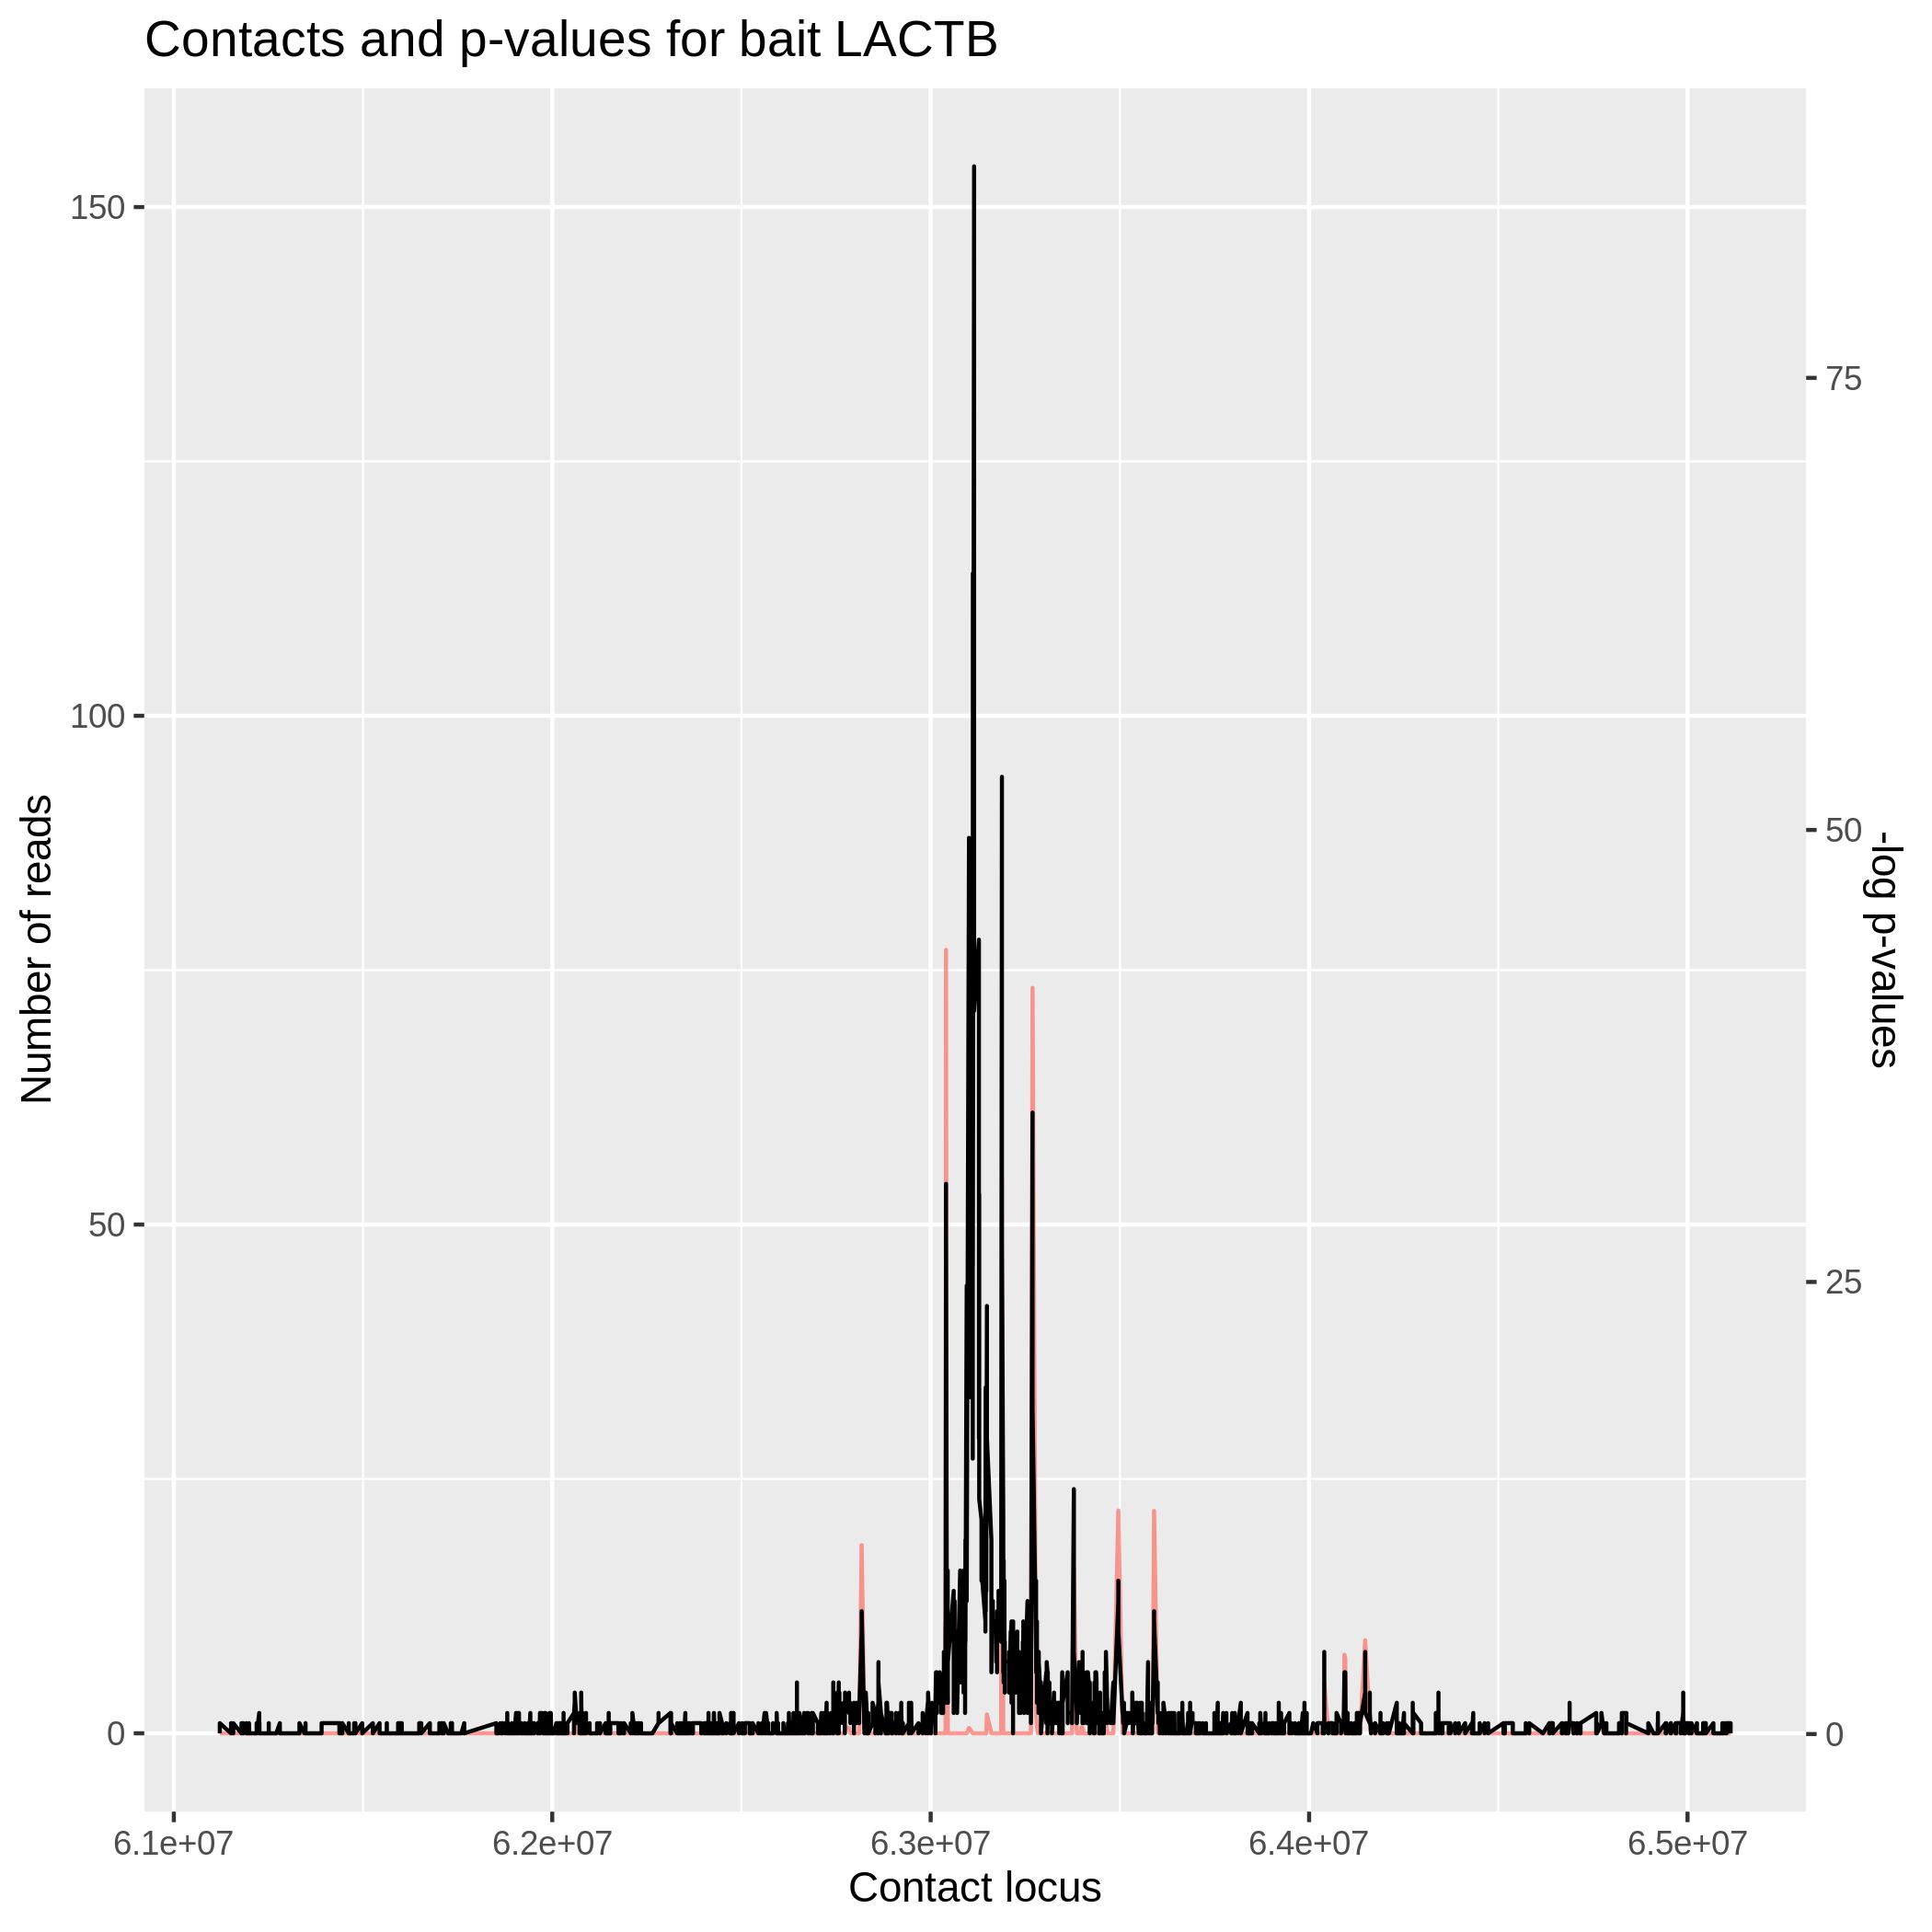 Contacts and p-values for bait LACTB
150
100
50
0
75
50
25
0
Number of reads
-log p-values
6.1e+07
6.2e+07
6.3e+07
6.4e+07
6.5e+07
Contact locus